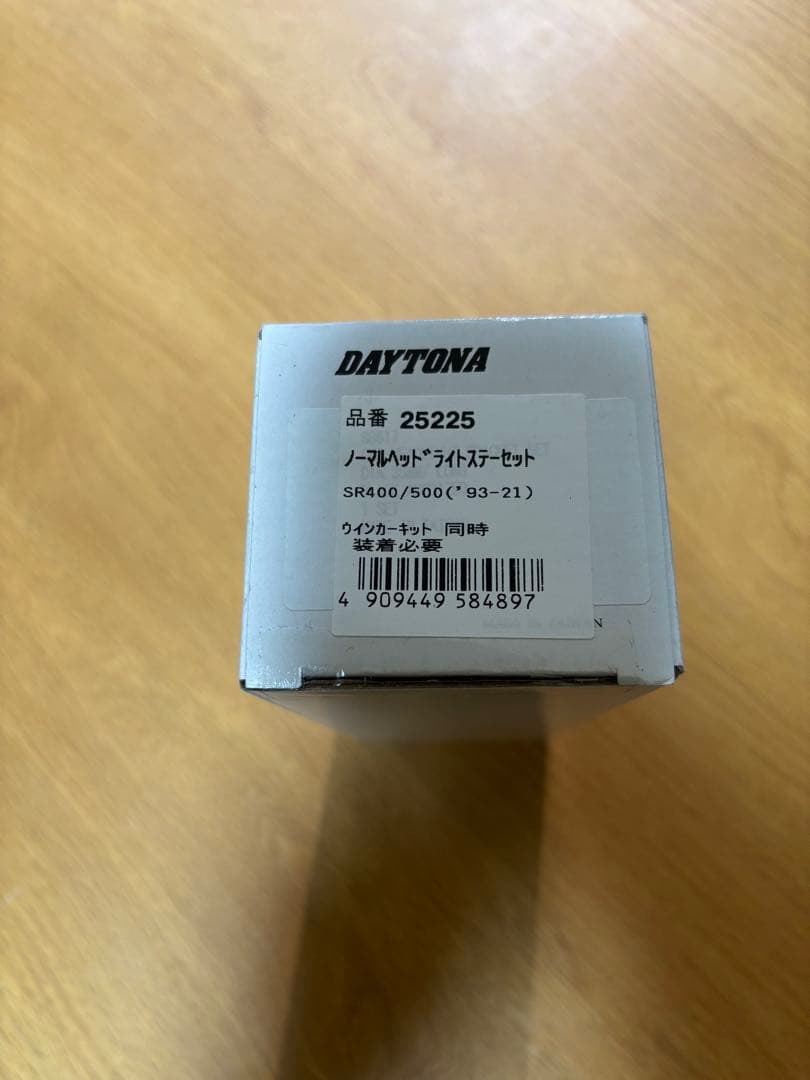 DAYTONA
品番 25225
ノーマルヘッドライトステーセット
SR400/500('93-21)
ウインカーキット 同時
装着必要
4 909449 584897